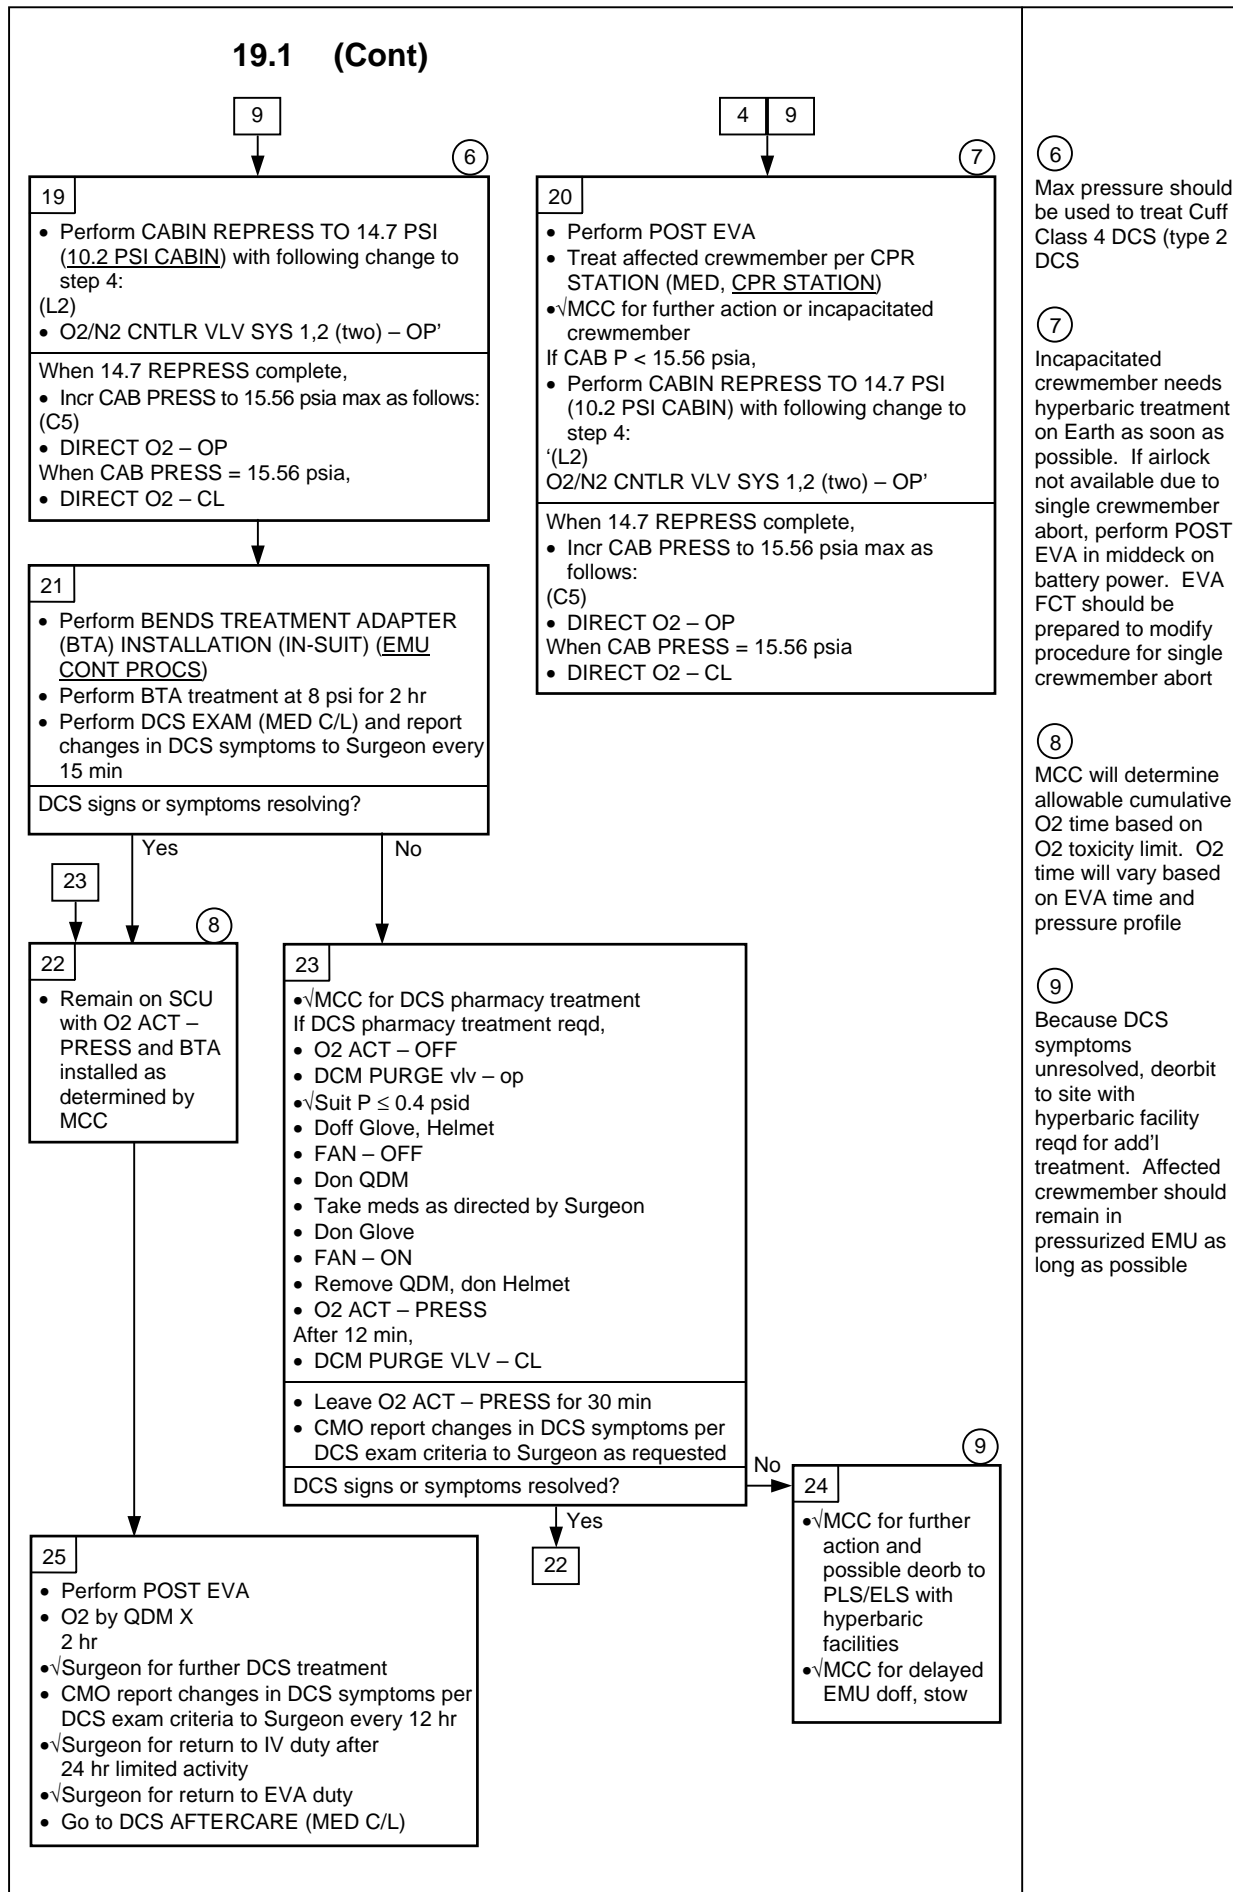 19.1 (Cont)
9
6
19
• Perform CABIN REPRESS TO 14.7 PSI
(10.2 PSI CABIN) with following change to
step 4:
(L2)
• O2/N2 CNTLR VLV SYS 1,2 (two) – OP’
When 14.7 REPRESS complete,
• Incr CAB PRESS to 15.56 psia max as follows:
(C5)
• DIRECT O2 – OP
When CAB PRESS = 15.56 psia,
• DIRECT O2 – CL
4 9
7
20
• Perform POST EVA
• Treat affected crewmember per CPR
STATION (MED, CPR STATION)
•√MCC for further action or incapacitated
crewmember
If CAB P < 15.56 psia,
• Perform CABIN REPRESS TO 14.7 PSI
(10.2 PSI CABIN) with following change to
step 4:
‘(L2)
O2/N2 CNTLR VLV SYS 1,2 (two) – OP’
When 14.7 REPRESS complete,
• Incr CAB PRESS to 15.56 psia max as
follows:
(C5)
• DIRECT O2 – OP
When CAB PRESS = 15.56 psia
• DIRECT O2 – CL
21
• Perform BENDS TREATMENT ADAPTER
(BTA) INSTALLATION (IN-SUIT) (EMU
CONT PROCS)
• Perform BTA treatment at 8 psi for 2 hr
• Perform DCS EXAM (MED C/L) and report
changes in DCS symptoms to Surgeon every
15 min
DCS signs or symptoms resolving?
Yes
No
23
8
22
• Remain on SCU
with O2 ACT –
PRESS and BTA
installed as
determined by
MCC
23
•√MCC for DCS pharmacy treatment
If DCS pharmacy treatment reqd,
• O2 ACT – OFF
• DCM PURGE vlv – op
•√Suit P ≤ 0.4 psid
• Doff Glove, Helmet
• FAN – OFF
• Don QDM
• Take meds as directed by Surgeon
• Don Glove
• FAN – ON
• Remove QDM, don Helmet
• O2 ACT – PRESS
After 12 min,
• DCM PURGE VLV – CL
• Leave O2 ACT – PRESS for 30 min
• CMO report changes in DCS symptoms per
DCS exam criteria to Surgeon as requested
DCS signs or symptoms resolved?
No
Yes
22
9
24
•√MCC for further
action and
possible deorb to
PLS/ELS with
hyperbaric
facilities
•√MCC for delayed
EMU doff, stow
25
• Perform POST EVA
• O2 by QDM X
2 hr
•√Surgeon for further DCS treatment
• CMO report changes in DCS symptoms per
DCS exam criteria to Surgeon every 12 hr
•√Surgeon for return to IV duty after
24 hr limited activity
•√Surgeon for return to EVA duty
• Go to DCS AFTERCARE (MED C/L)
6
Max pressure should
be used to treat Cuff
Class 4 DCS (type 2
DCS
7
Incapacitated
crewmember needs
hyperbaric treatment
on Earth as soon as
possible. If airlock
not available due to
single crewmember
abort, perform POST
EVA in middeck on
battery power. EVA
FCT should be
prepared to modify
procedure for single
crewmember abort
8
MCC will determine
allowable cumulative
O2 time based on
O2 toxicity limit. O2
time will vary based
on EVA time and
pressure profile
9
Because DCS
symptoms
unresolved, deorbit
to site with
hyperbaric facility
reqd for add’l
treatment. Affected
crewmember should
remain in
pressurized EMU as
long as possible